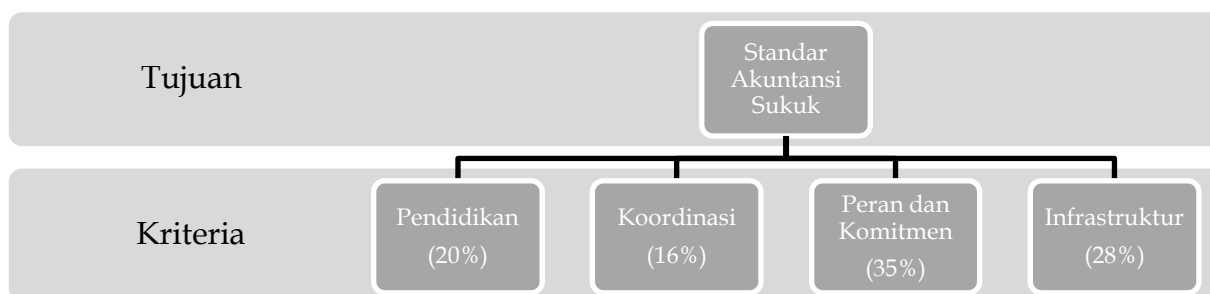 Tujuan
Standar
Akuntansi
Sukuk
Kriteria
Pendidikan
(20%)
Koordinasi
(16%)
Peran dan
Komitmen
(35%)
Infrastruktur
(28%)